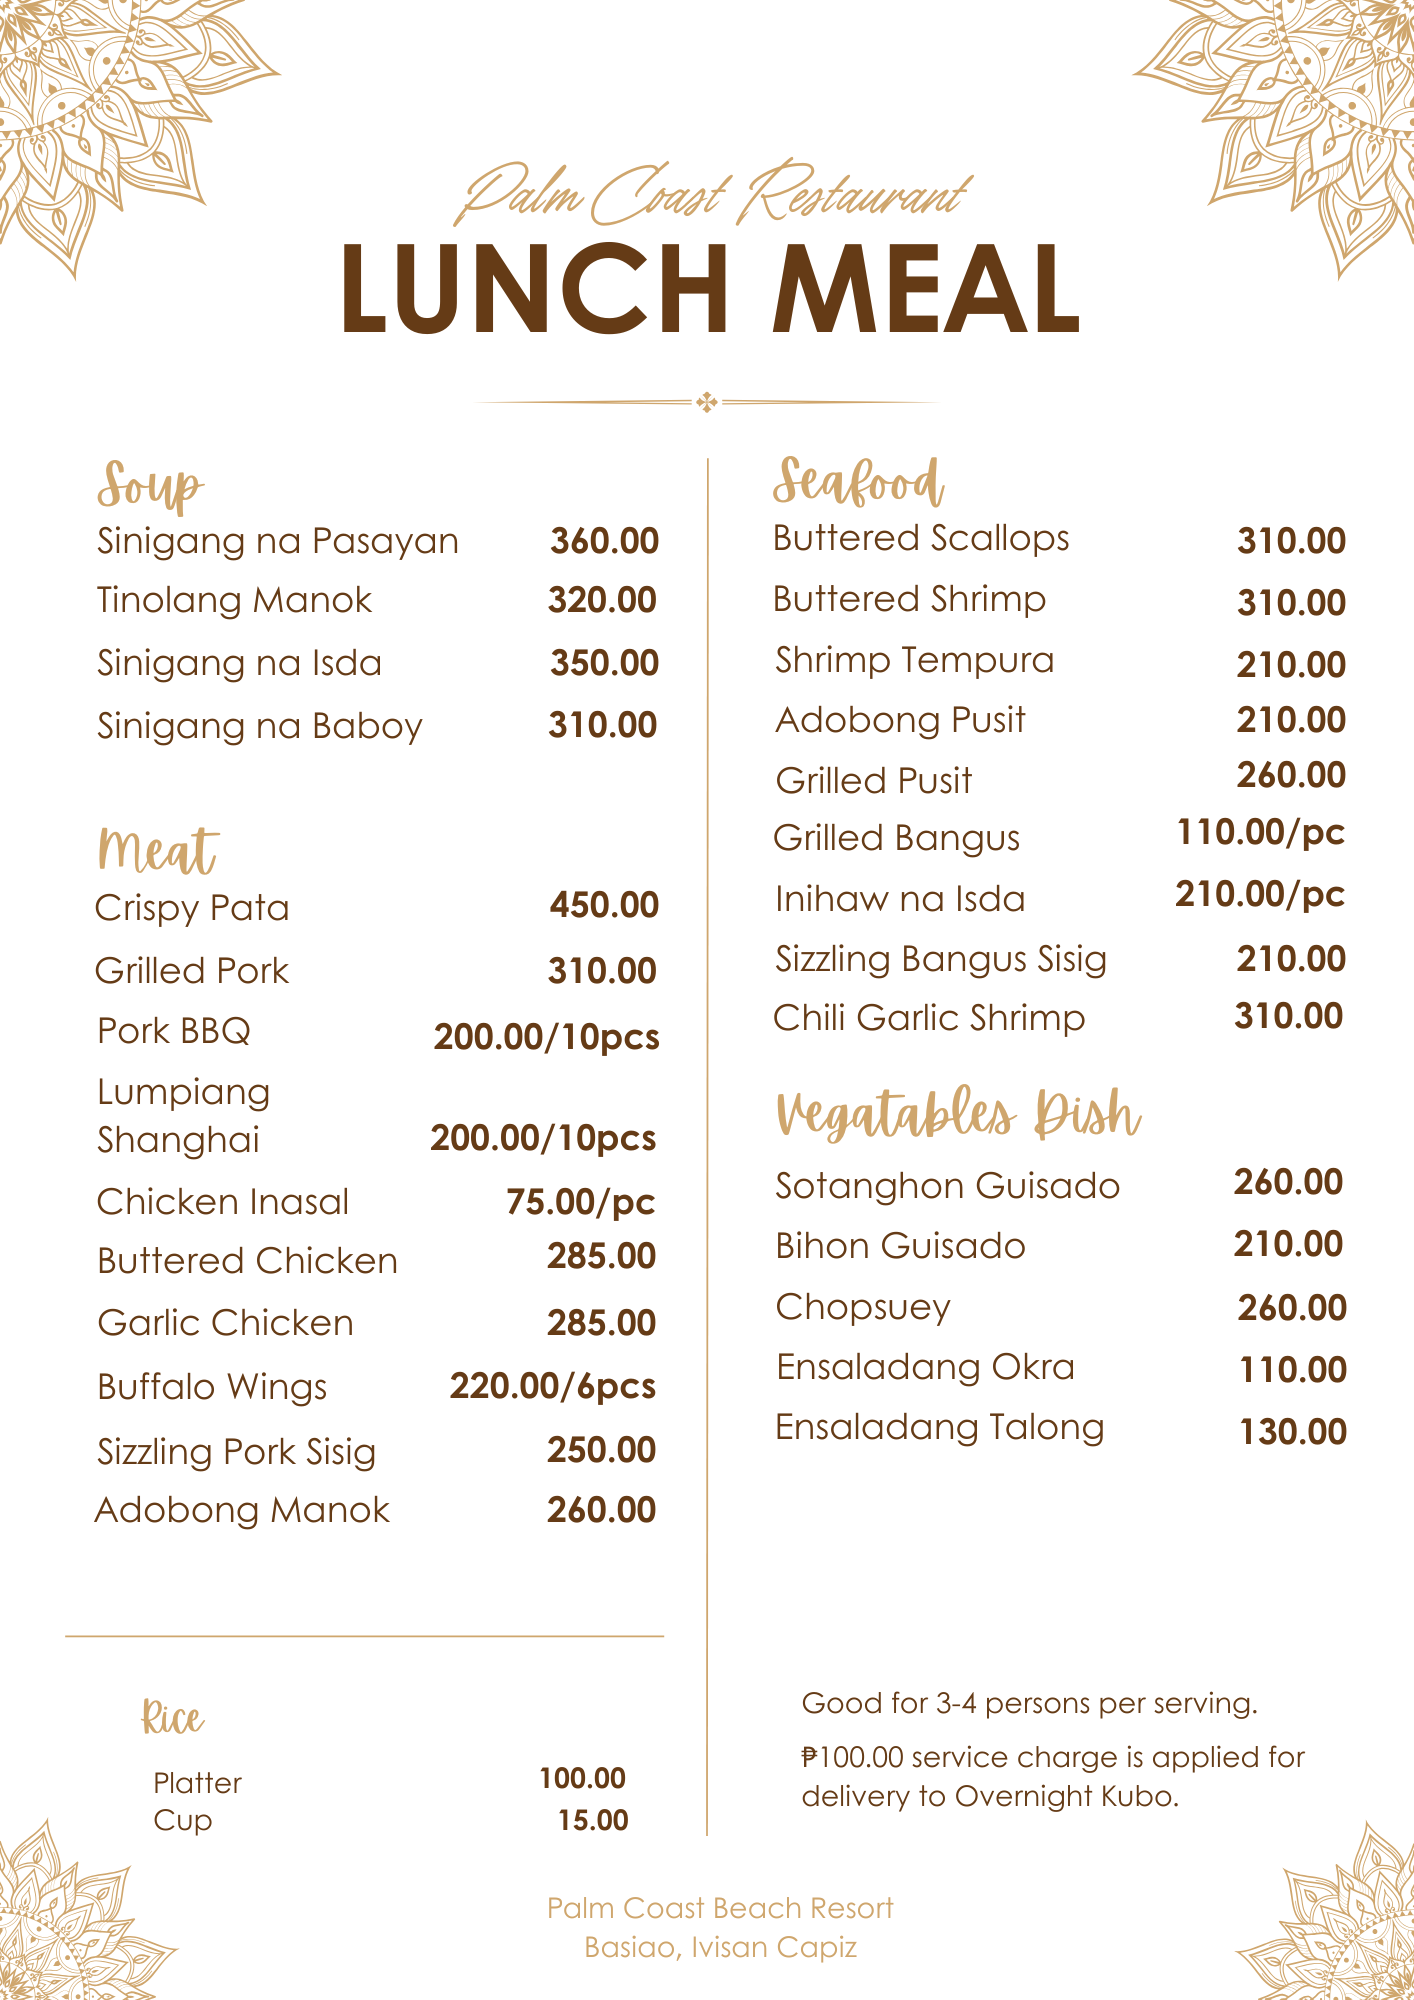 Palm Coast Restaurant
LUNCH MEAL
Soup
Sinigang na Pasayan 360.00
Tinolang Manok 320.00
Sinigang na Isda 350.00
Sinigang na Baboy 310.00
Meat
Crispy Pata 450.00
Grilled Pork 310.00
Pork BBQ 200.00/10pcs
Lumpiang
Shanghai 200.00/10pcs
Chicken Inasal 75.00/pc
Buttered Chicken 285.00
Garlic Chicken 285.00
Buffalo Wings 220.00/6pcs
Sizzling Pork Sisig 250.00
Adobong Manok 260.00
Rice
Platter 100.00
Cup 15.00
Seafood
Buttered Scallops 310.00
Buttered Shrimp 310.00
Shrimp Tempura 210.00
Adobong Pusit 210.00
Grilled Pusit 260.00
Grilled Bangus 110.00/pc
Inihaw na Isda 210.00/pc
Sizzling Bangus Sisig 210.00
Chili Garlic Shrimp 310.00
Vegatables Dish
Sotanghon Guisado 260.00
Bihon Guisado 210.00
Chopsuey 260.00
Ensaladang Okra 110.00
Ensaladang Talong 130.00
Good for 3-4 persons per serving.
₱100.00 service charge is applied for
delivery to Overnight Kubo.
Palm Coast Beach Resort
Basiao, Ivisan Capiz